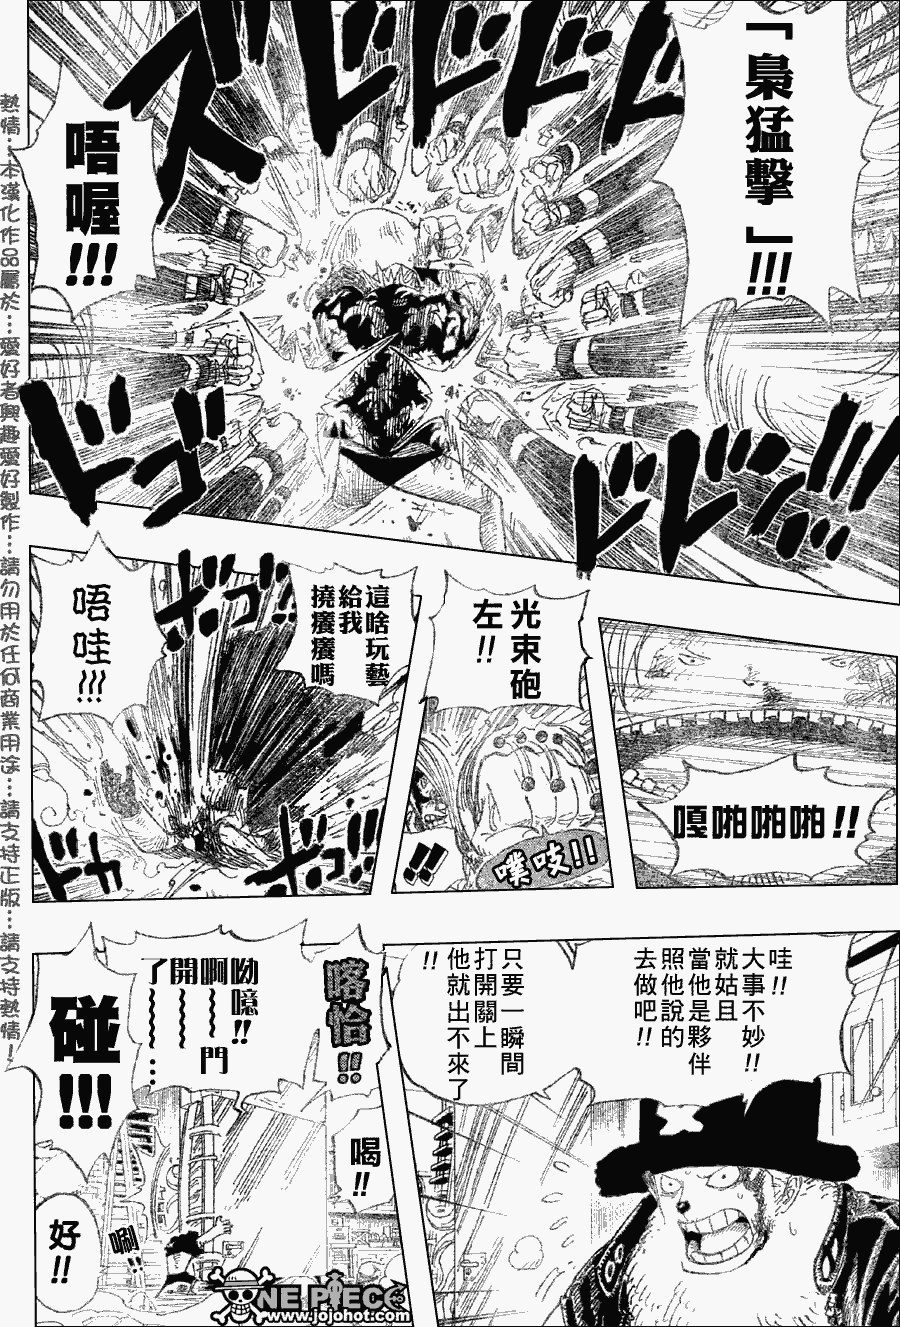 「梟猛擊」!!!
唔喔!!!
ドドドドドドゴゴ
ドドド!!!
嘎啪啪啪!!
光束砲
左!!
噗吱!!
!!
這啥玩藝
給我
撓癢癢嗎
ボゴォ!!
唔哇!!!
哇!!
大事不妙!!
就姑且
當他是夥伴
照他說的
去做吧!!
只要一瞬間
打開關上
他就出不來了
!!
喀恰!!
呦噫!!
啊~~門
開~~~
了~~~…
碰!!!
喝!!
唰!!
好!!
熱情…本漢化作品屬於…愛好者興趣愛好製作…請勿用於任何商業用途…請支持正版…請支持熱情!
ONE PIECE
www.jojohot.com